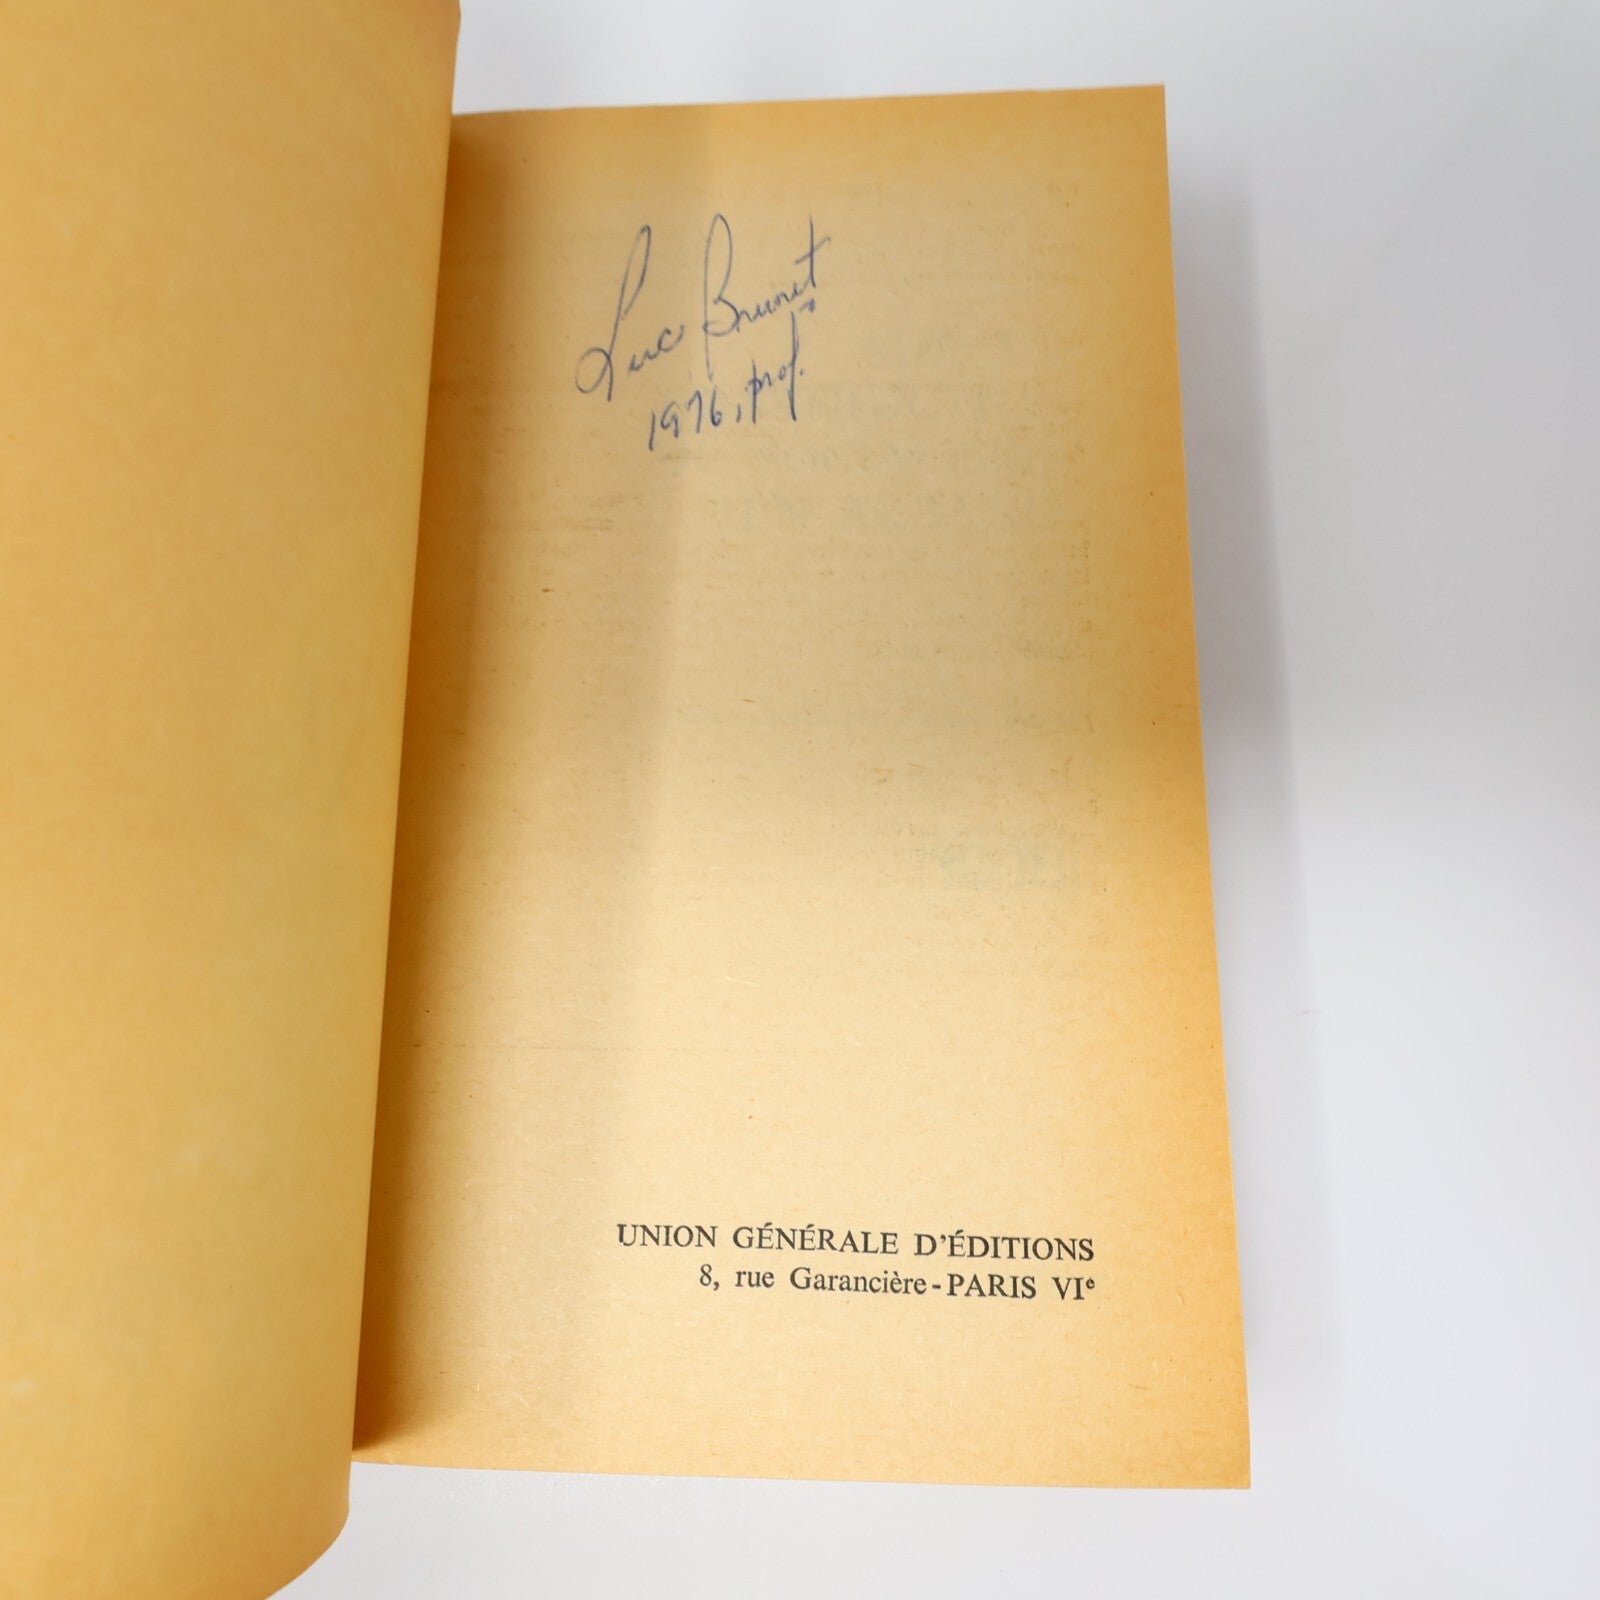 Luc Brunet
1976, prof.
UNION GÉNÉRALE D'ÉDITIONS
8, rue Garancière - PARIS VIe